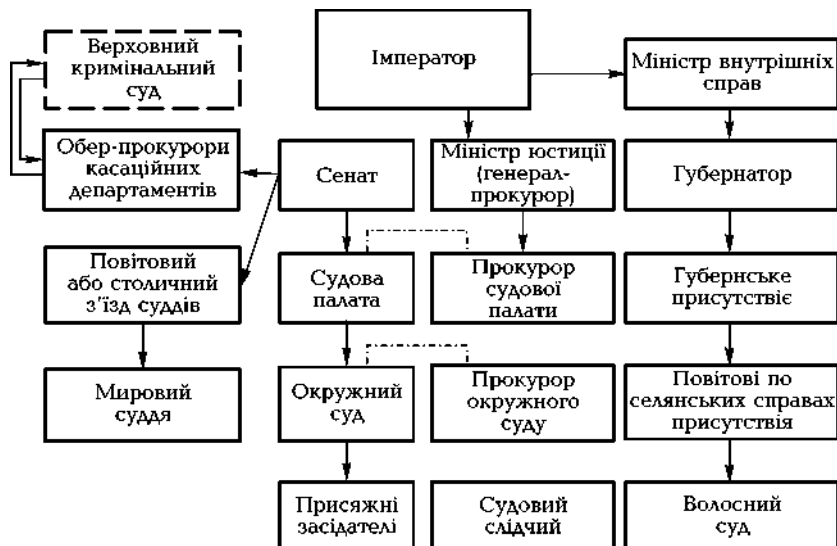 Верховний
кримінальний
суд
Імператор
Міністр внутрішніх
справ
Обер-прокурори
касаційних
департаментів
Сенат
Міністр юстиції
(генерал-
прокурор)
Губернатор
Повітовий
або столичний
з'їзд суддів
Судова
палата
Прокурор
судової
палати
Губернське
присутствіє
Мировий
суддя
Окружний
суд
Прокурор
окружного
суду
Повітові по
селянських справах
присутствія
Присяжні
засідателі
Судовий
слідчий
Волосний
суд